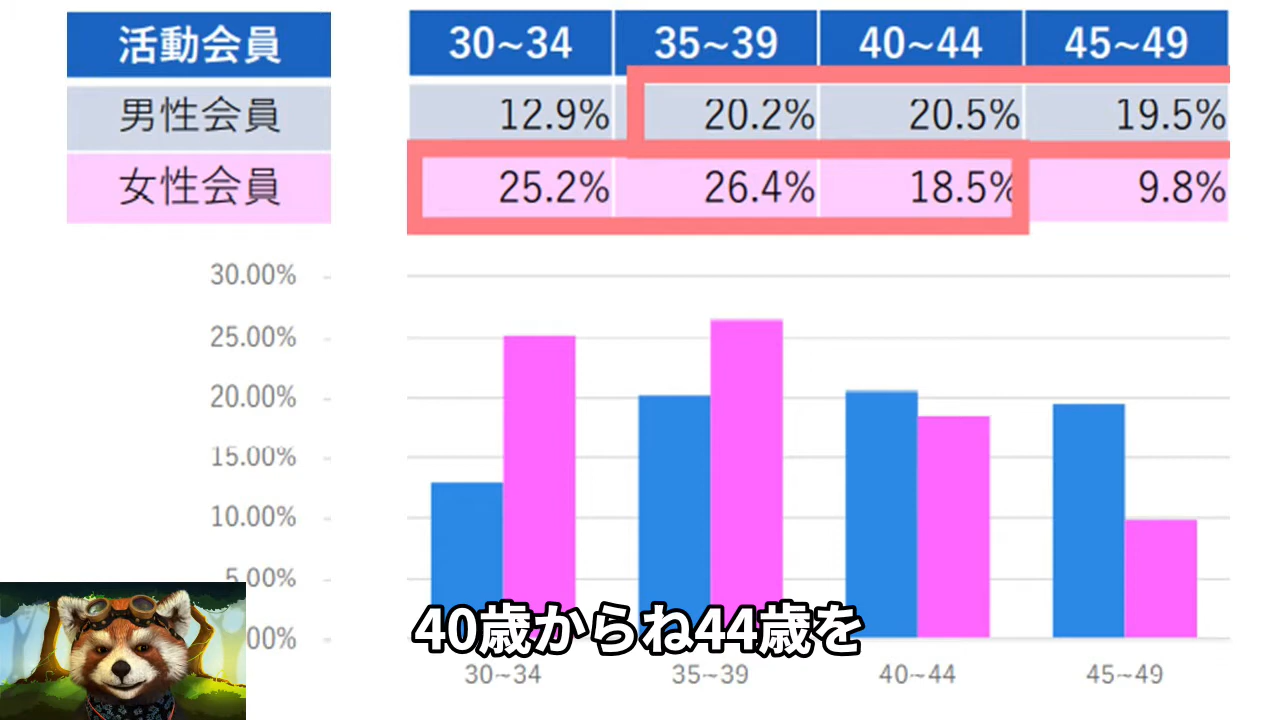 活動会員 30~34 35~39 40~44 45~49
男性会員 12.9% 20.2% 20.5% 19.5%
女性会員 25.2% 26.4% 18.5% 9.8%
30.00%
25.00%
20.00%
15.00%
10.00%
5.00%
00%
40歳からね44歳を
30~34 35~39 40~44 45~49